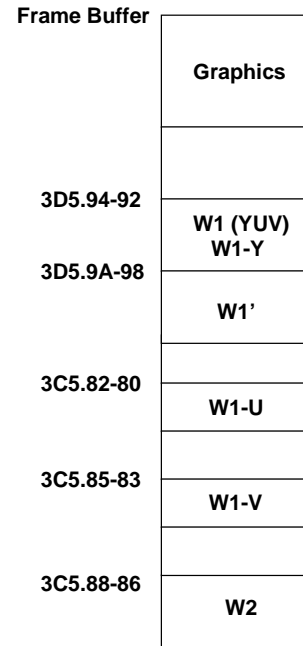 Frame Buffer
Graphics
3D5.94-92
W1 (YUV)
W1-Y
3D5.9A-98
W1’
3C5.82-80
W1-U
3C5.85-83
W1-V
3C5.88-86
W2